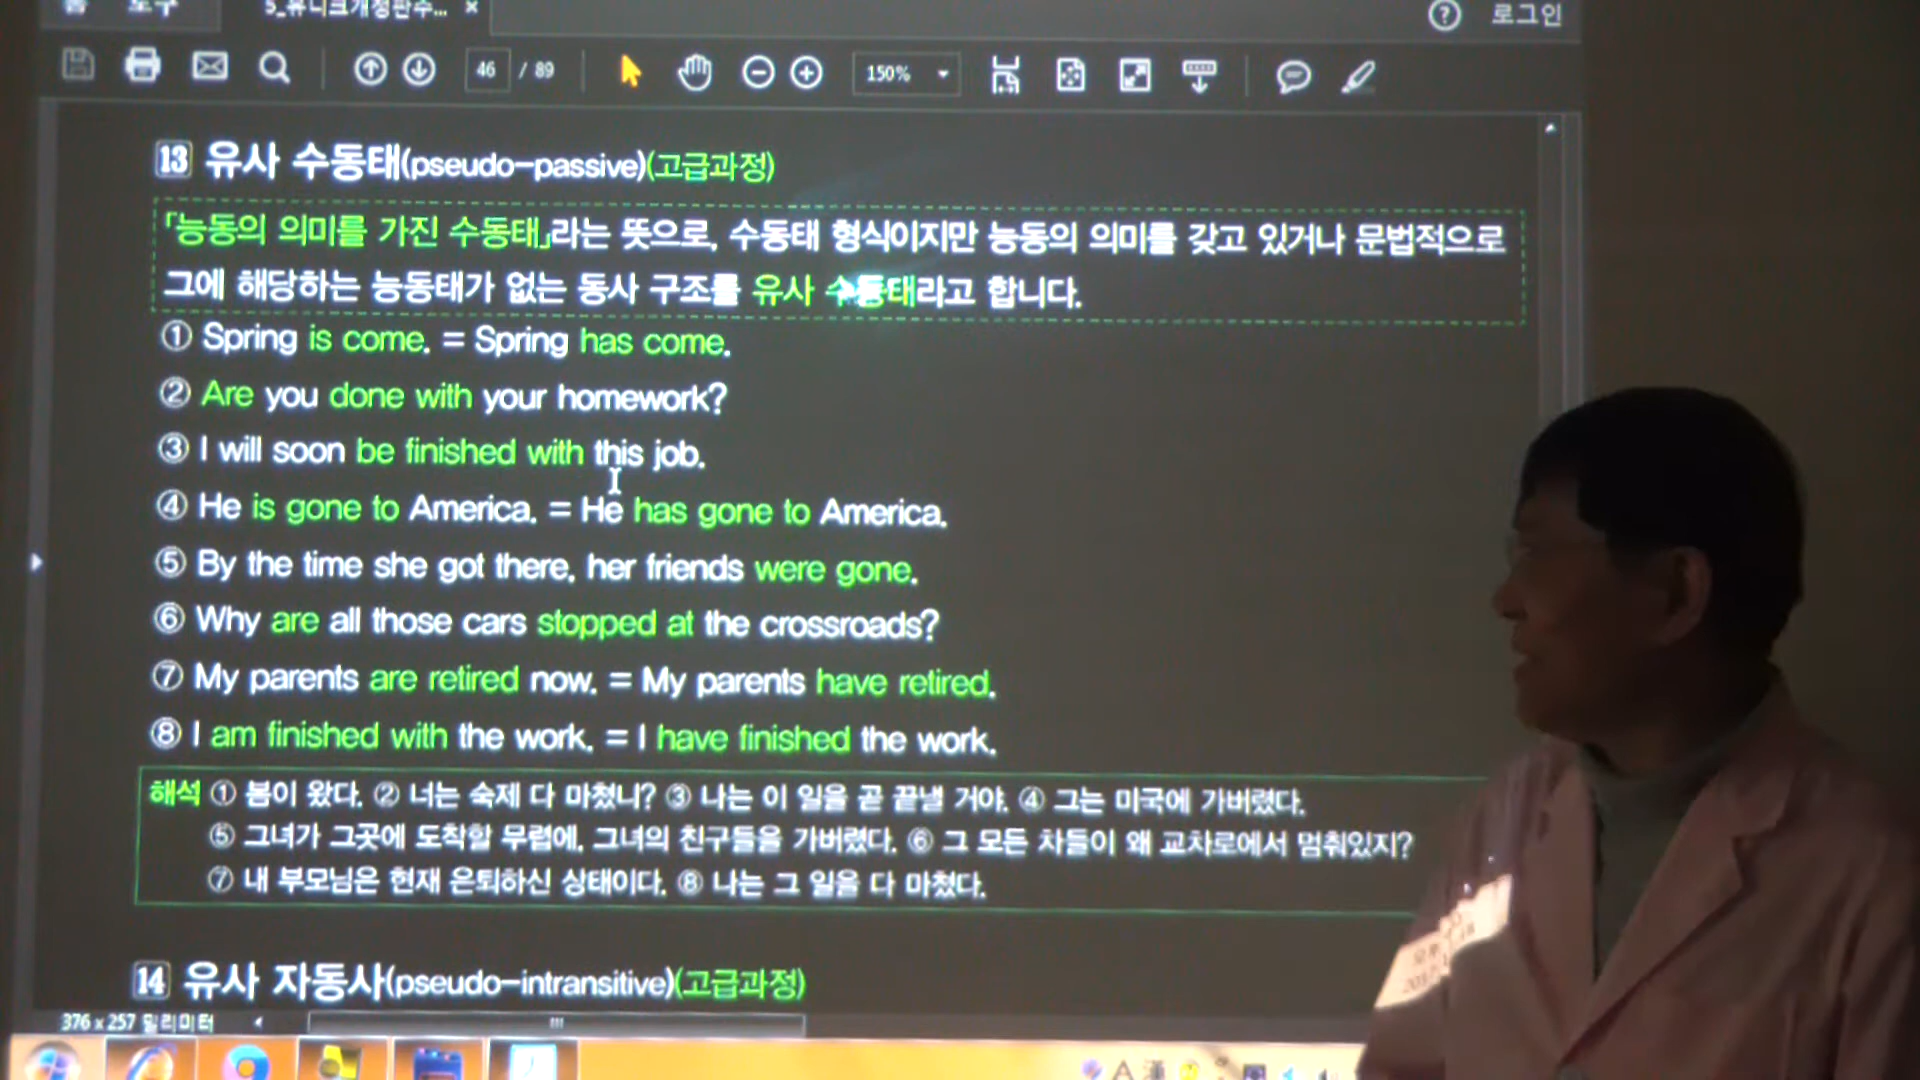 5_유니크개정판수...
로그인
46 / 89
150%
13 유사 수동태(pseudo-passive)(고급과정)
「능동의 의미를 가진 수동태」라는 뜻으로, 수동태 형식이지만 능동의 의미를 갖고 있거나 문법적으로
그에 해당하는 능동태가 없는 동사 구조를 유사 수동태라고 합니다.
① Spring is come. = Spring has come.
② Are you done with your homework?
③ I will soon be finished with this job.
④ He is gone to America. = He has gone to America.
⑤ By the time she got there, her friends were gone.
⑥ Why are all those cars stopped at the crossroads?
⑦ My parents are retired now. = My parents have retired.
⑧ I am finished with the work. = I have finished the work.
해석 ① 봄이 왔다. ② 너는 숙제 다 마쳤니? ③ 나는 이 일을 곧 끝낼 거야. ④ 그는 미국에 가버렸다.
⑤ 그녀가 그곳에 도착할 무렵에, 그녀의 친구들을 가버렸다. ⑥ 그 모든 차들이 왜 교차로에서 멈춰있지?
⑦ 내 부모님은 현재 은퇴하신 상태이다. ⑧ 나는 그 일을 다 마쳤다.
14 유사 자동사(pseudo-intransitive)(고급과정)
376 x 257 밀리미터
A 漢